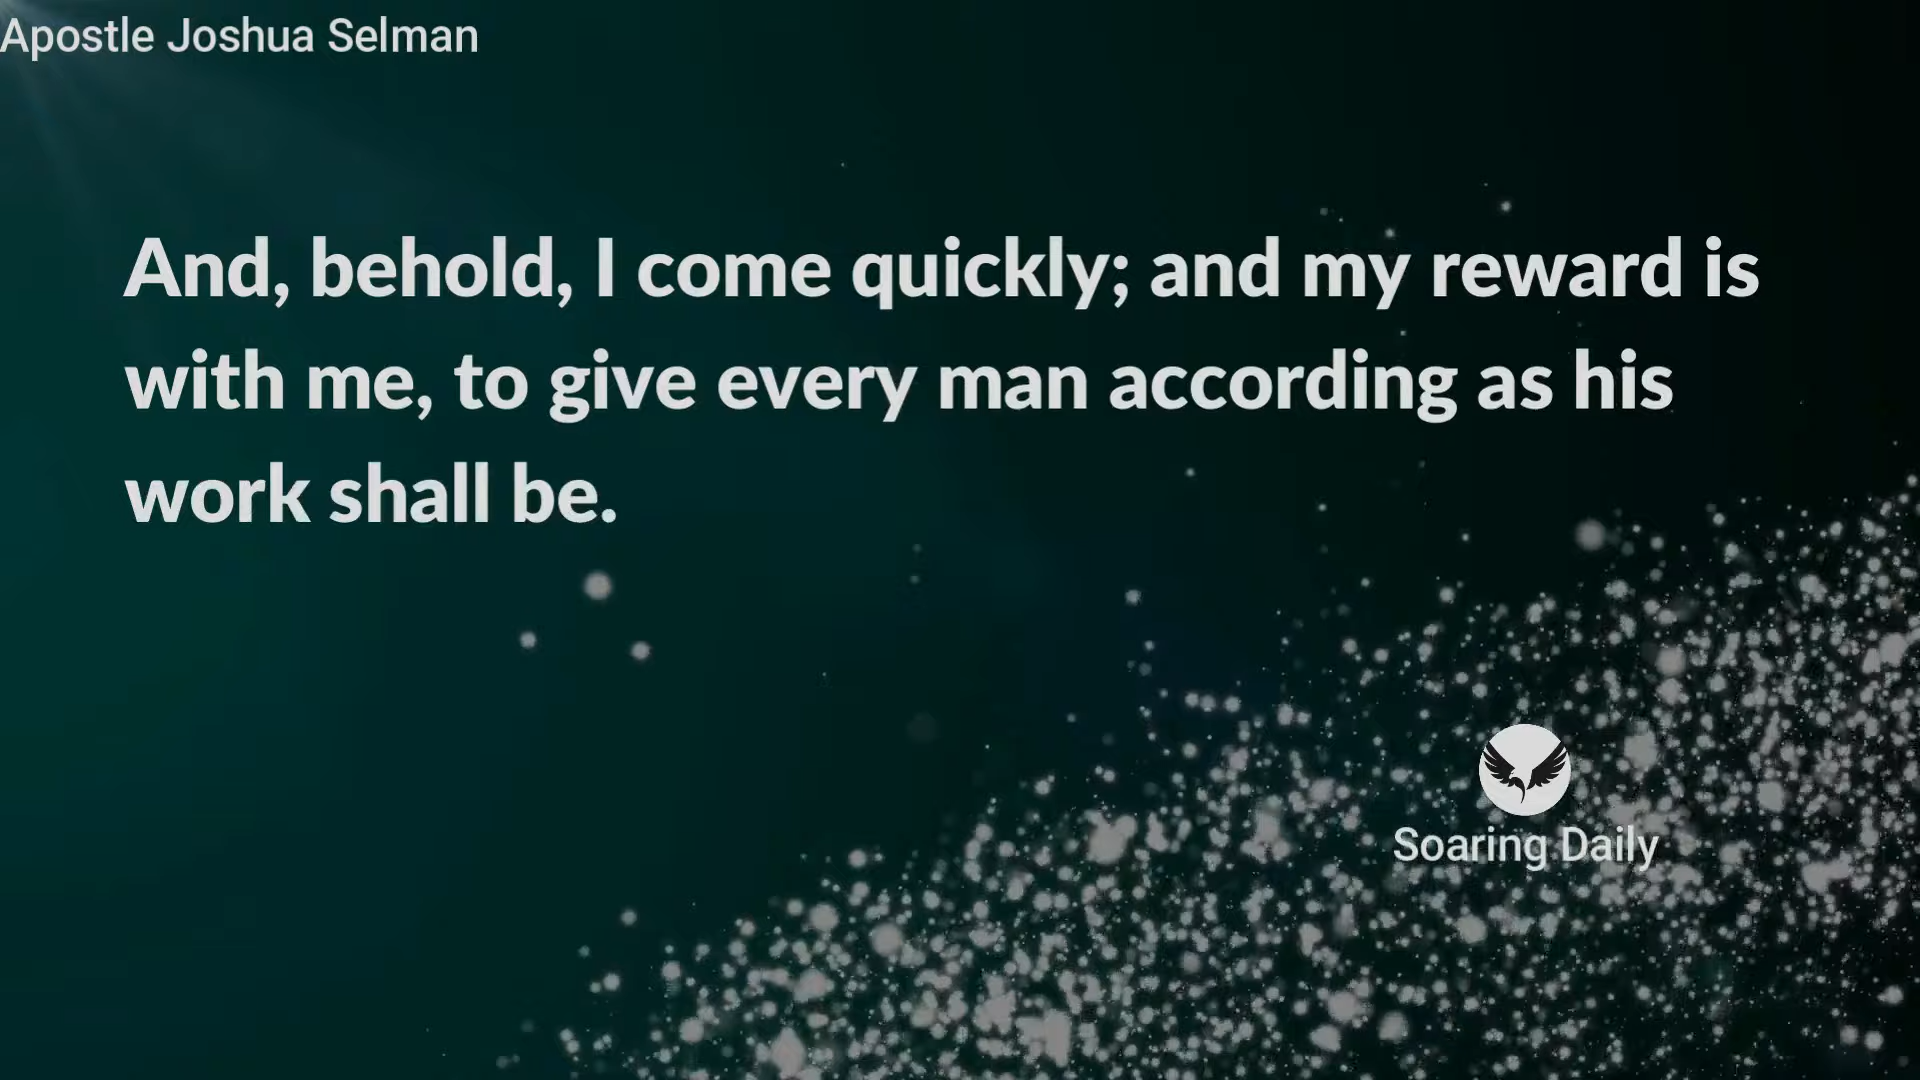 Apostle Joshua Selman
And, behold, I come quickly; and my reward is
with me, to give every man according as his
work shall be.
Soaring Daily